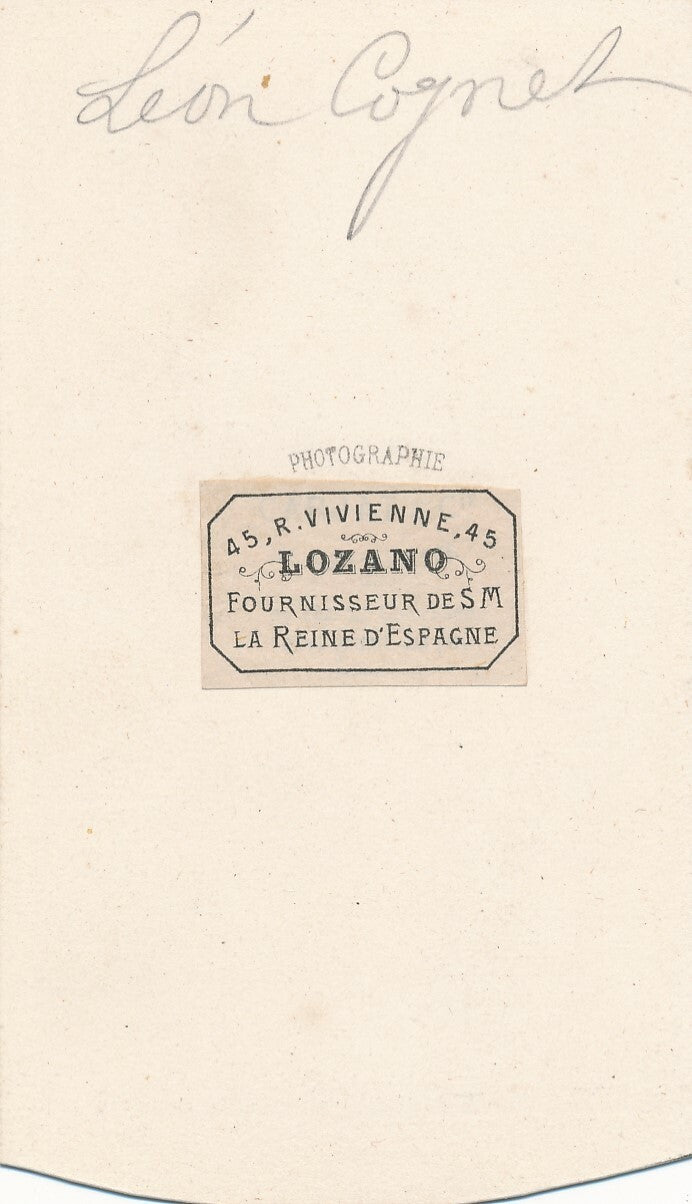 Léon Cognet
PHOTOGRAPHIE
45, R. VIVIENNE, 45
LOZANO
FOURNISSEUR DE S M
LA REINE D'ESPAGNE